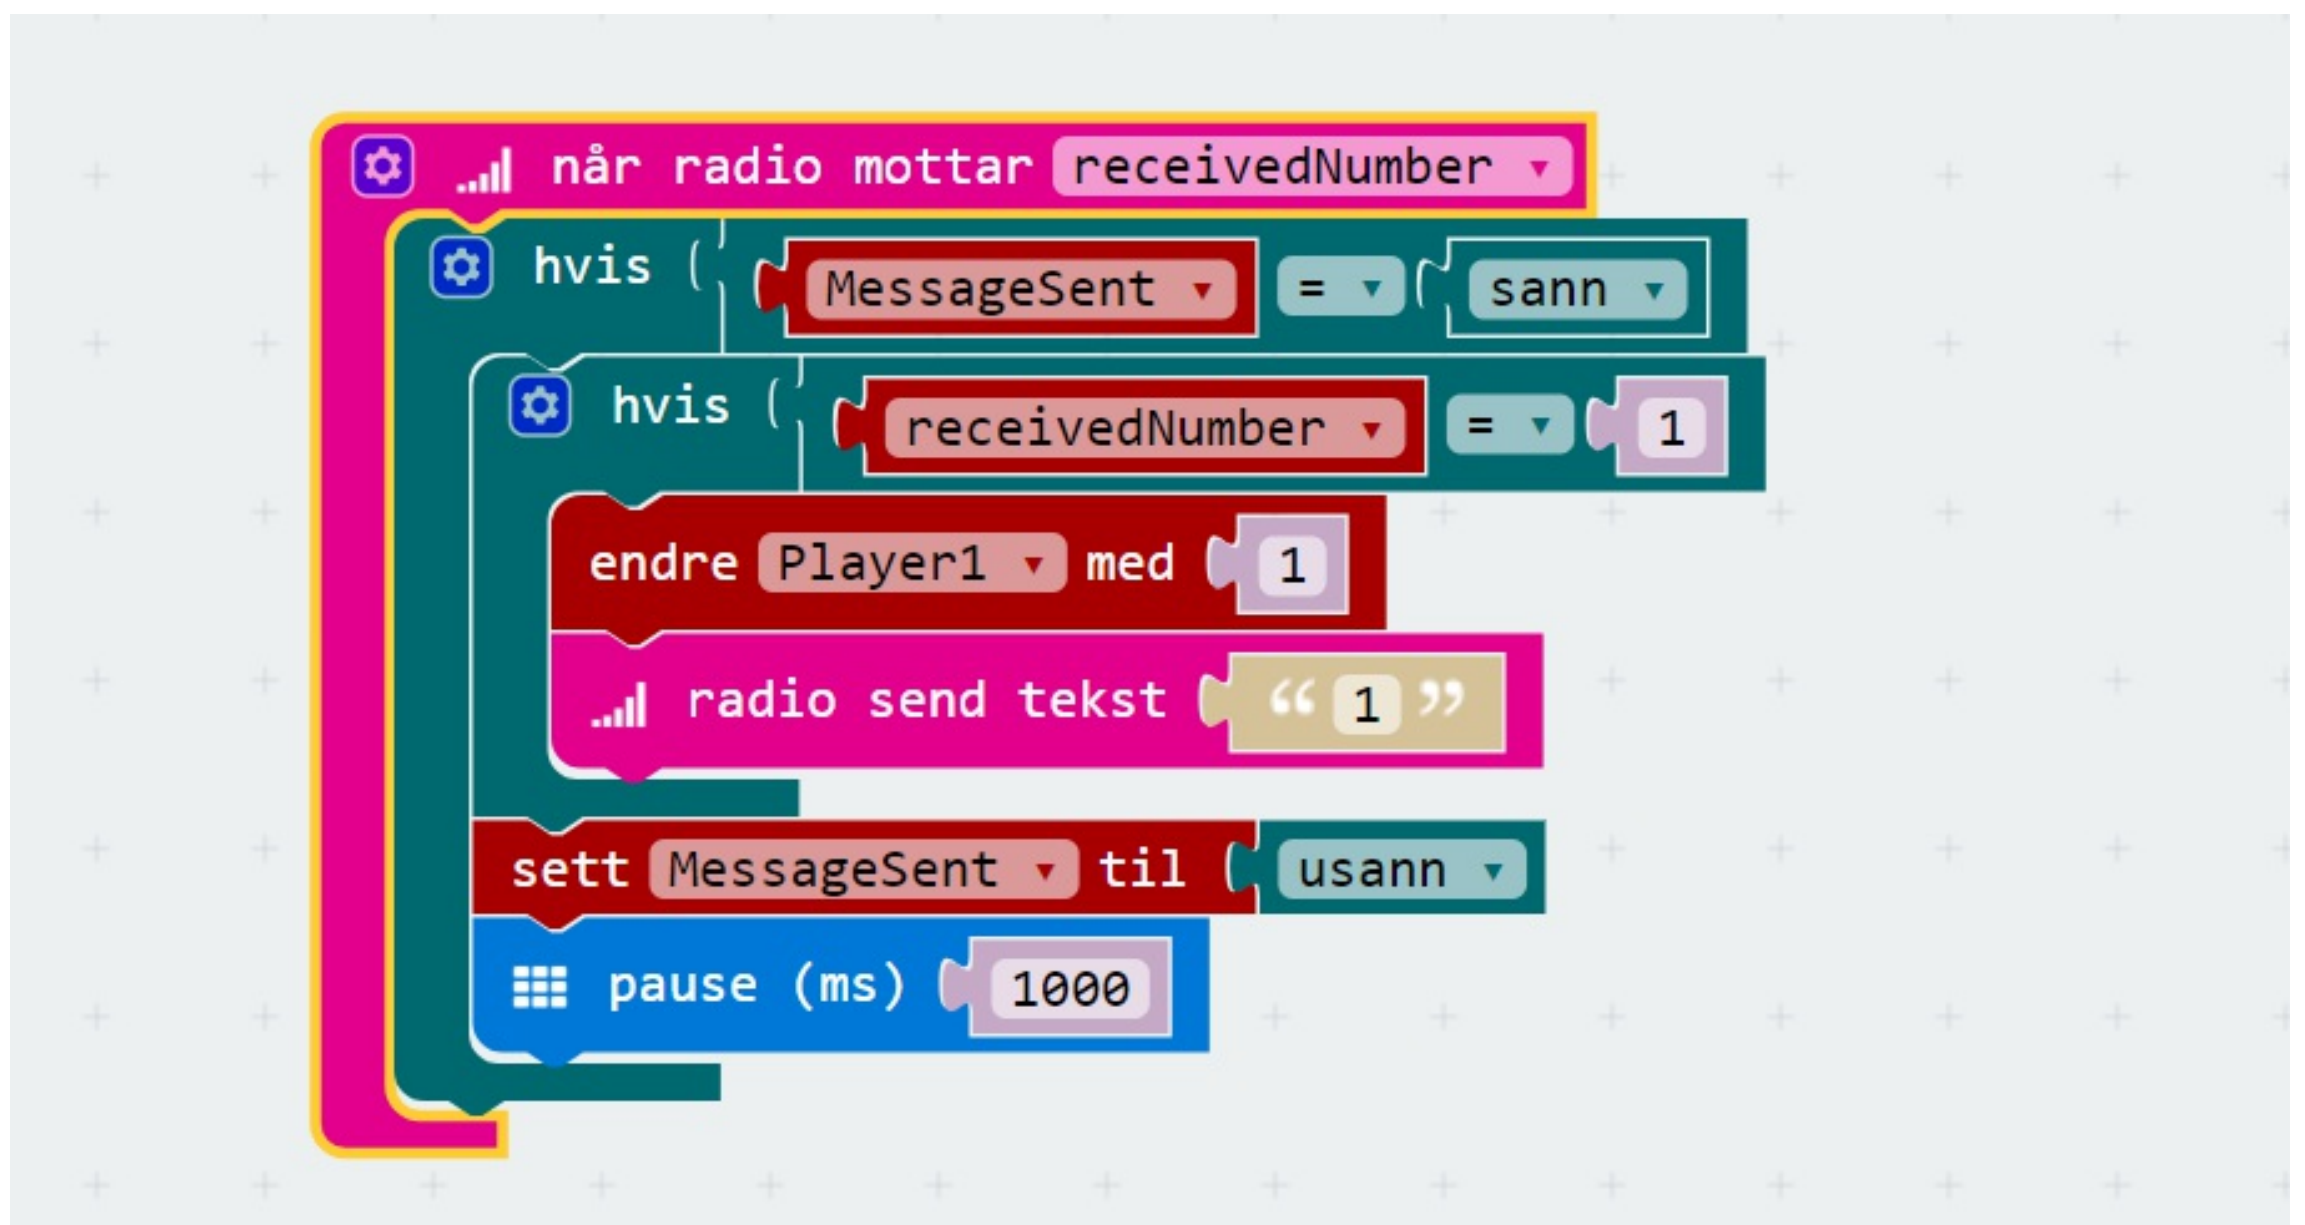 når radio mottar receivedNumber
hvis MessageSent = sann
hvis receivedNumber = 1
endre Player1 med 1
radio send tekst “ 1 ”
sett MessageSent til usann
pause (ms) 1000